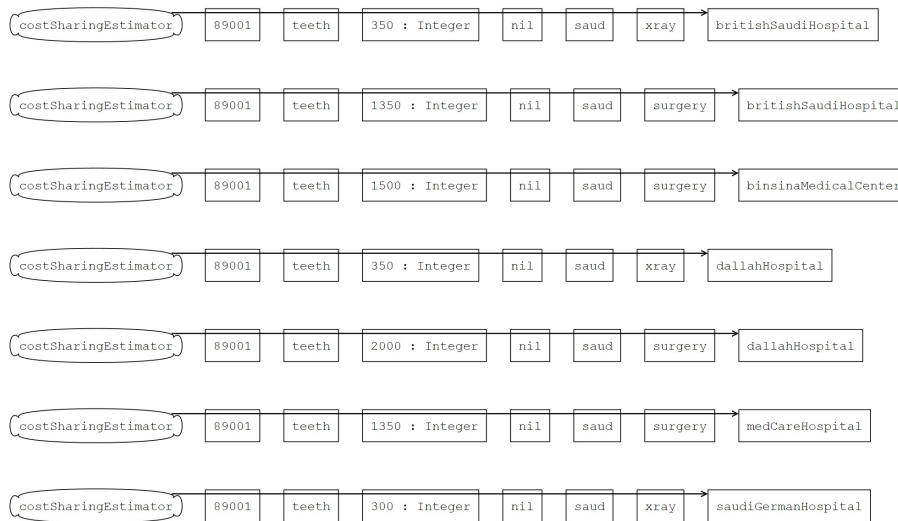 costSharingEstimator 89001 teeth 350 : Integer nil saud xray britishSaudiHospital
costSharingEstimator 89001 teeth 1350 : Integer nil saud surgery britishSaudiHospital
costSharingEstimator 89001 teeth 1500 : Integer nil saud surgery binsinaMedicalCenter
costSharingEstimator 89001 teeth 350 : Integer nil saud xray dallahHospital
costSharingEstimator 89001 teeth 2000 : Integer nil saud surgery dallahHospital
costSharingEstimator 89001 teeth 1350 : Integer nil saud surgery medCareHospital
costSharingEstimator 89001 teeth 300 : Integer nil saud xray saudiGermanHospital